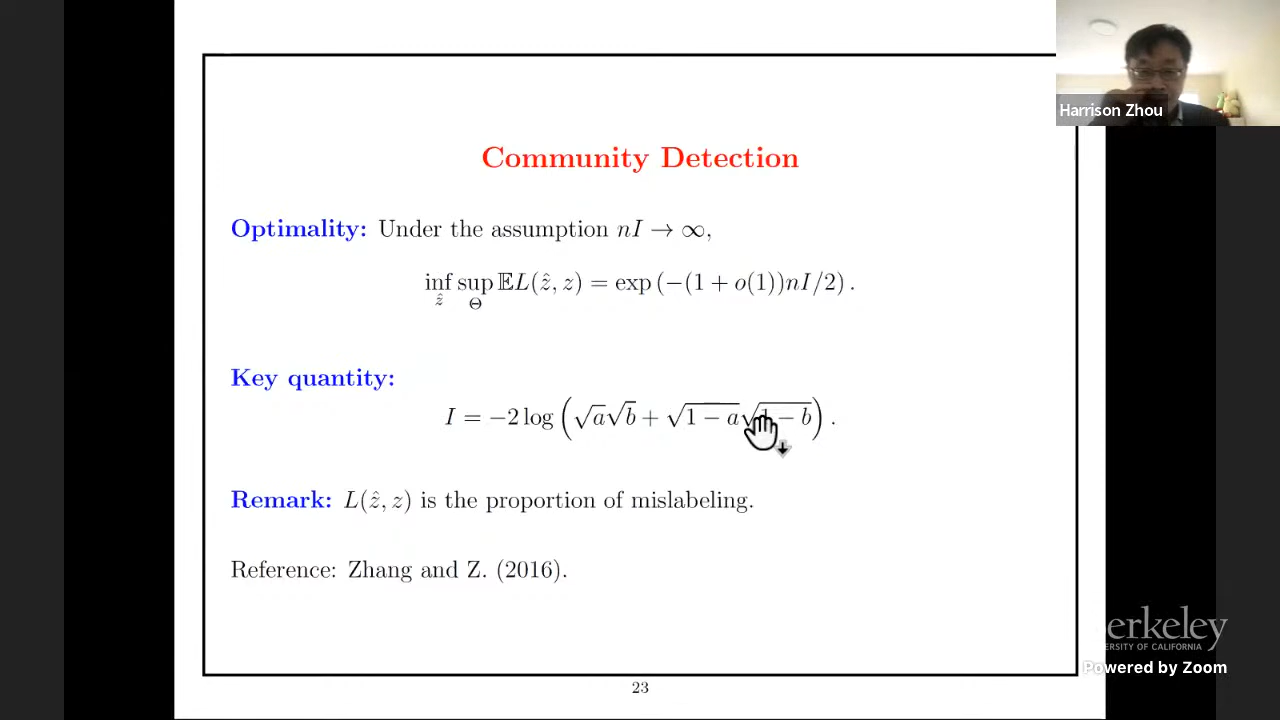 Harrison Zhou
Community Detection
Optimality: Under the assumption nI → ∞,
inf sup 𝔼L(ẑ, z) = exp (−(1 + o(1))nI/2) .
ẑ Θ
Key quantity:
I = −2 log (√a√b + √1 − a√1 − b) .
Remark: L(ẑ, z) is the proportion of mislabeling.
Reference: Zhang and Z. (2016).
erkeley
ERSITY OF CALIFORNIA
Powered by Zoom
23